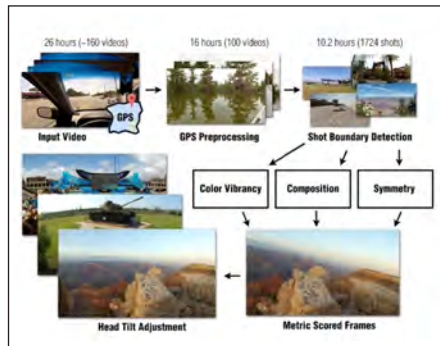 26 hours (~160 videos)
16 hours (100 videos)
10.2 hours (1724 shots)
GPS
Input Video
GPS Preprocessing
Shot Boundary Detection
Color Vibrancy
Composition
Symmetry
Head Tilt Adjustment
Metric Scored Frames